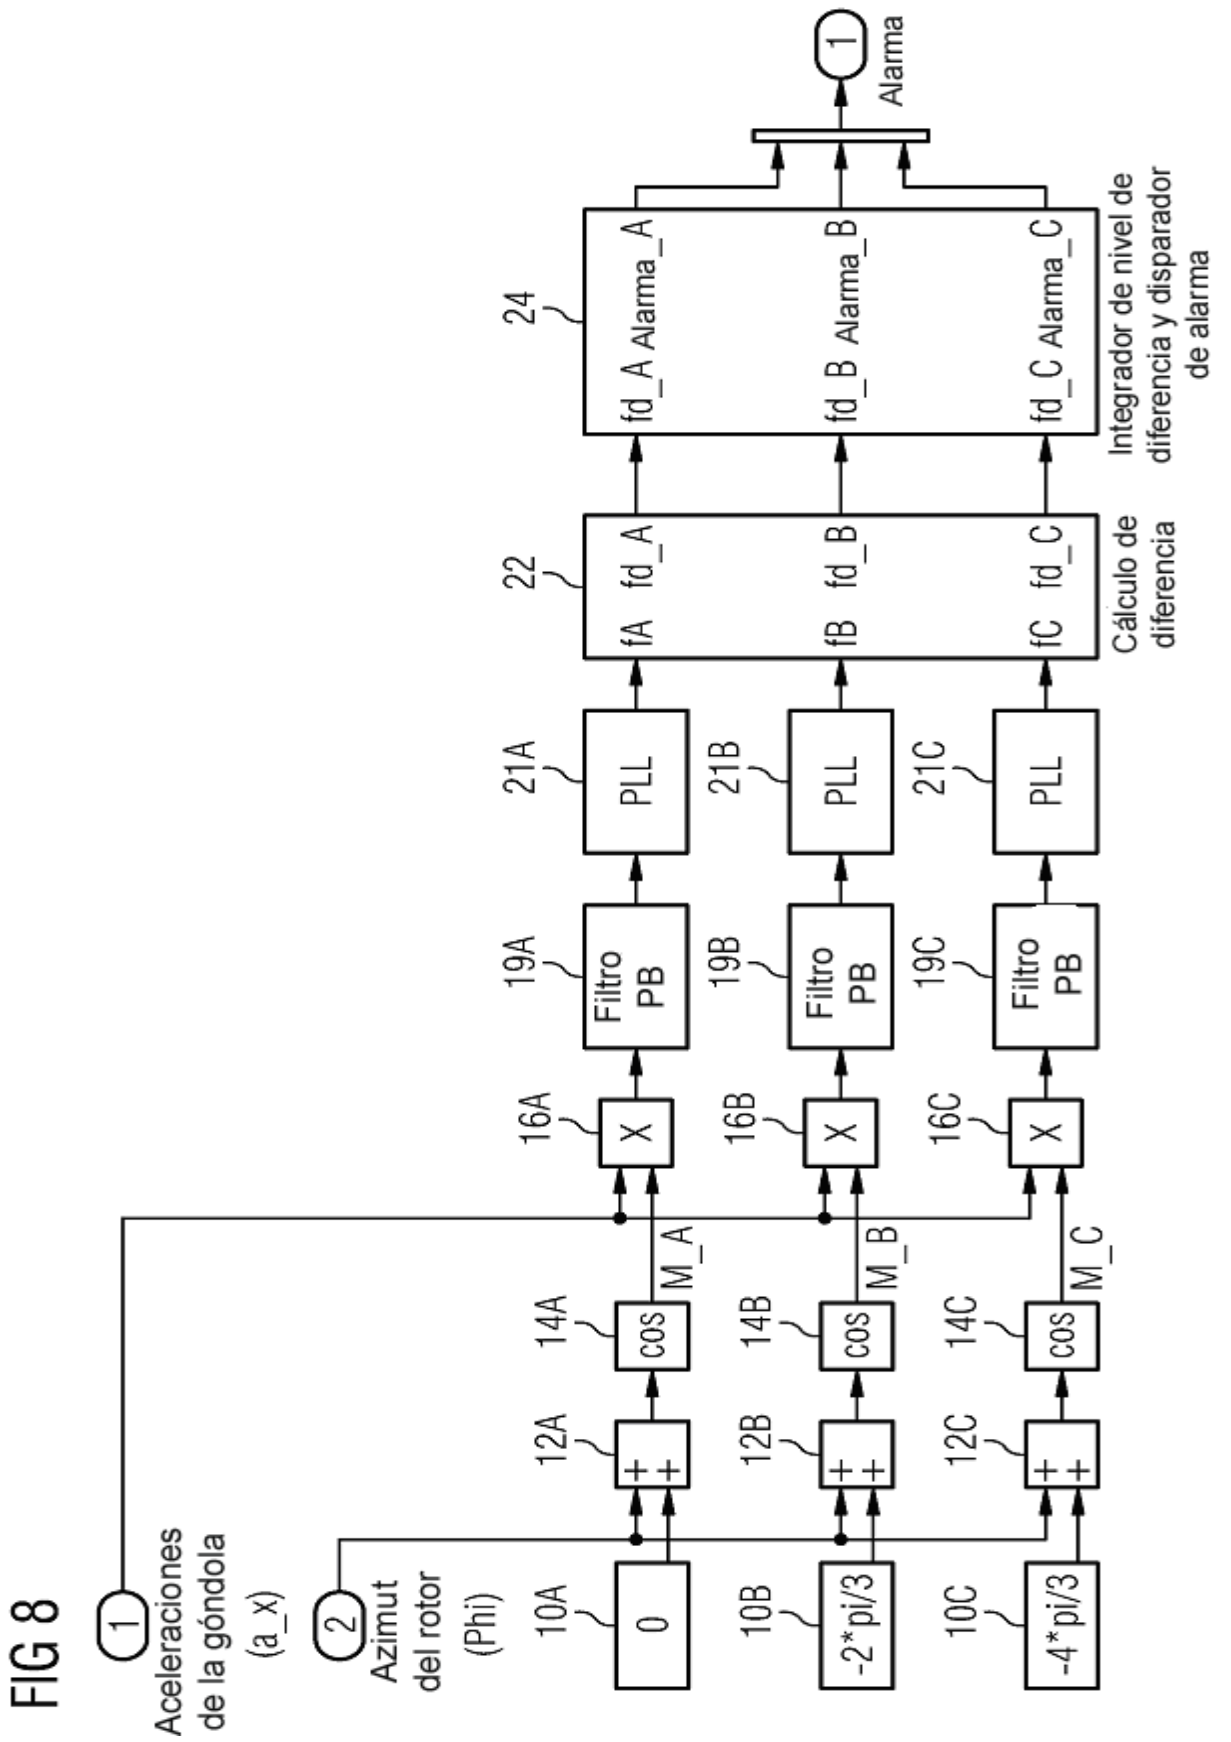 FIG 8
1
Aceleraciones
de la góndola
(a_x)
2
Azimut
del rotor
(Phi)
10A
0
12A
+
+
14A
cos
M_A
16A
X
19A
Filtro
PB
21A
PLL
10B
-2*pi/3
12B
+
+
14B
cos
M_B
16B
X
19B
Filtro
PB
21B
PLL
10C
-4*pi/3
12C
+
+
14C
cos
M_C
16C
X
19C
Filtro
PB
21C
PLL
22
fA fd_A
fB fd_B
fC fd_C
Cálculo de
diferencia
24
fd_A Alarma_A
fd_B Alarma_B
fd_C Alarma_C
Integrador de nivel de
diferencia y disparador
de alarma
1
Alarma